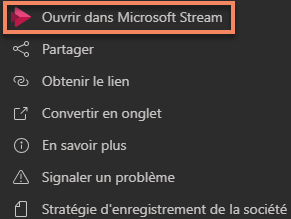 Ouvrir dans Microsoft Stream
Partager
Obtenir le lien
Convertir en onglet
En savoir plus
Signaler un problème
Stratégie d'enregistrement de la société